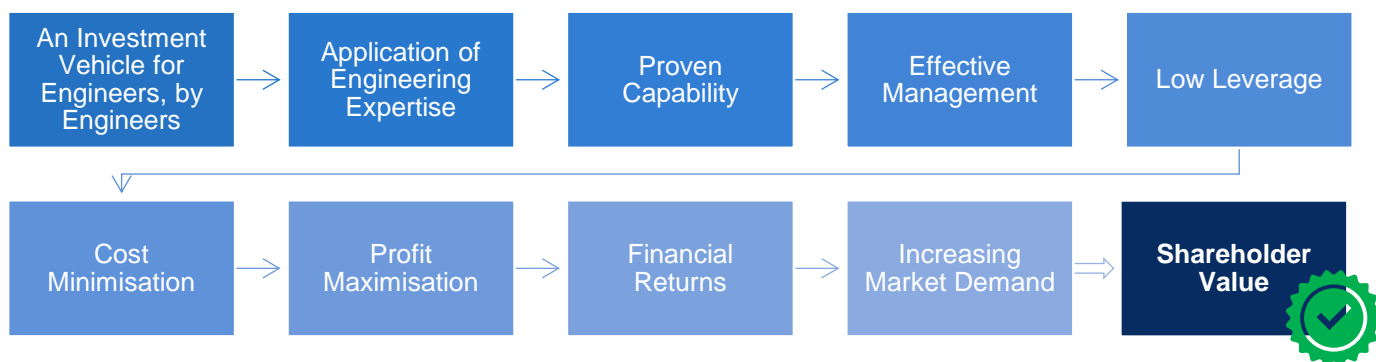 An Investment
Vehicle for
Engineers, by
Engineers
Application of
Engineering
Expertise
Proven
Capability
Effective
Management
Low Leverage
Cost
Minimisation
Profit
Maximisation
Financial
Returns
Increasing
Market Demand
Shareholder
Value